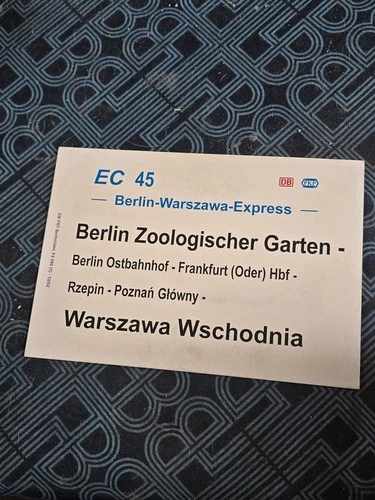 EC 45
DB PKP
Berlin-Warszawa-Express
Berlin Zoologischer Garten -
Berlin Ostbahnhof - Frankfurt (Oder) Hbf -
Rzepin - Poznań Główny -
Warszawa Wschodnia